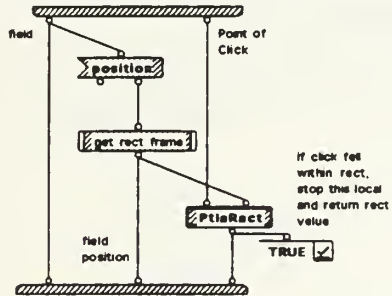 field
Point of
Click
position
get rect frame
If click fell
within rect,
stop this local
and return rect
value
PtInRect
TRUE
field
position